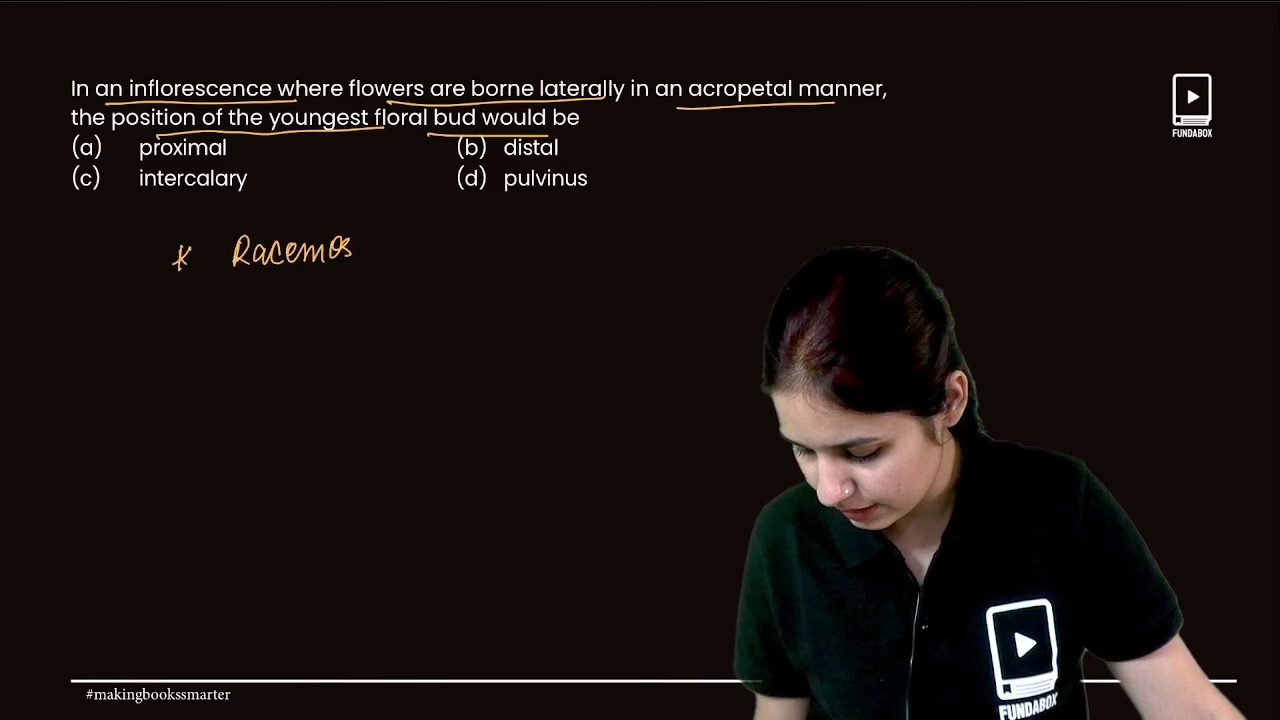 In an inflorescence where flowers are borne laterally in an acropetal manner,
the position of the youngest floral bud would be
(a) proximal (b) distal
(c) intercalary (d) pulvinus
FUNDABOX
* Racemos
FUNDABOX
#makingbookssmarter